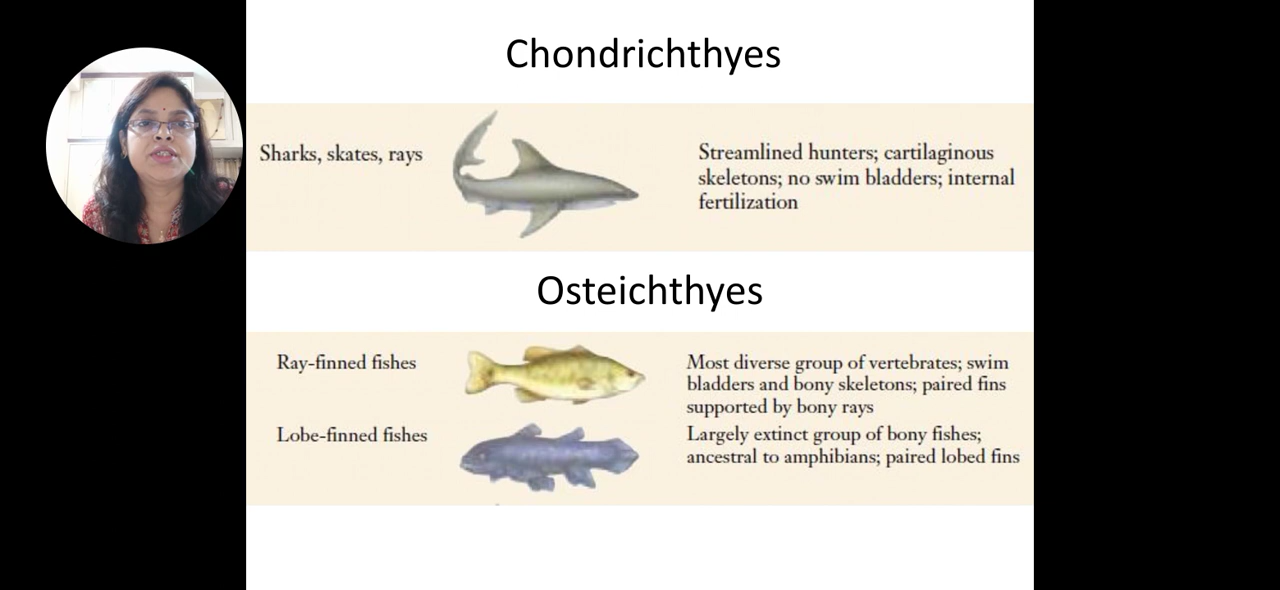 Chondrichthyes
Sharks, skates, rays
Streamlined hunters; cartilaginous
skeletons; no swim bladders; internal
fertilization
Osteichthyes
Ray-finned fishes
Most diverse group of vertebrates; swim
bladders and bony skeletons; paired fins
supported by bony rays
Lobe-finned fishes
Largely extinct group of bony fishes;
ancestral to amphibians; paired lobed fins